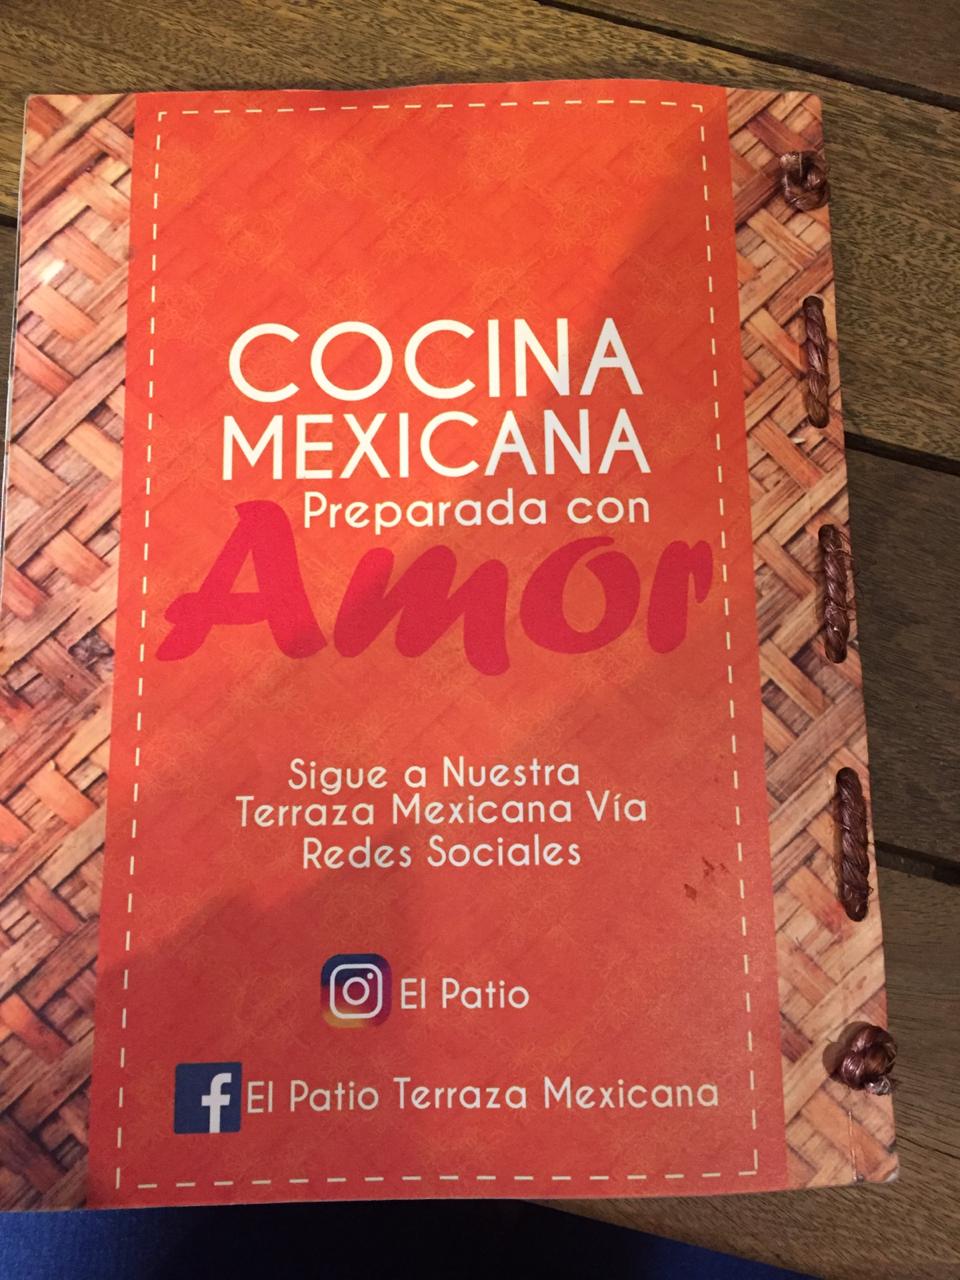 COCINA
MEXICANA
Preparada con
Amor
Sigue a Nuestra
Terraza Mexicana Vía
Redes Sociales
El Patio
f El Patio Terraza Mexicana